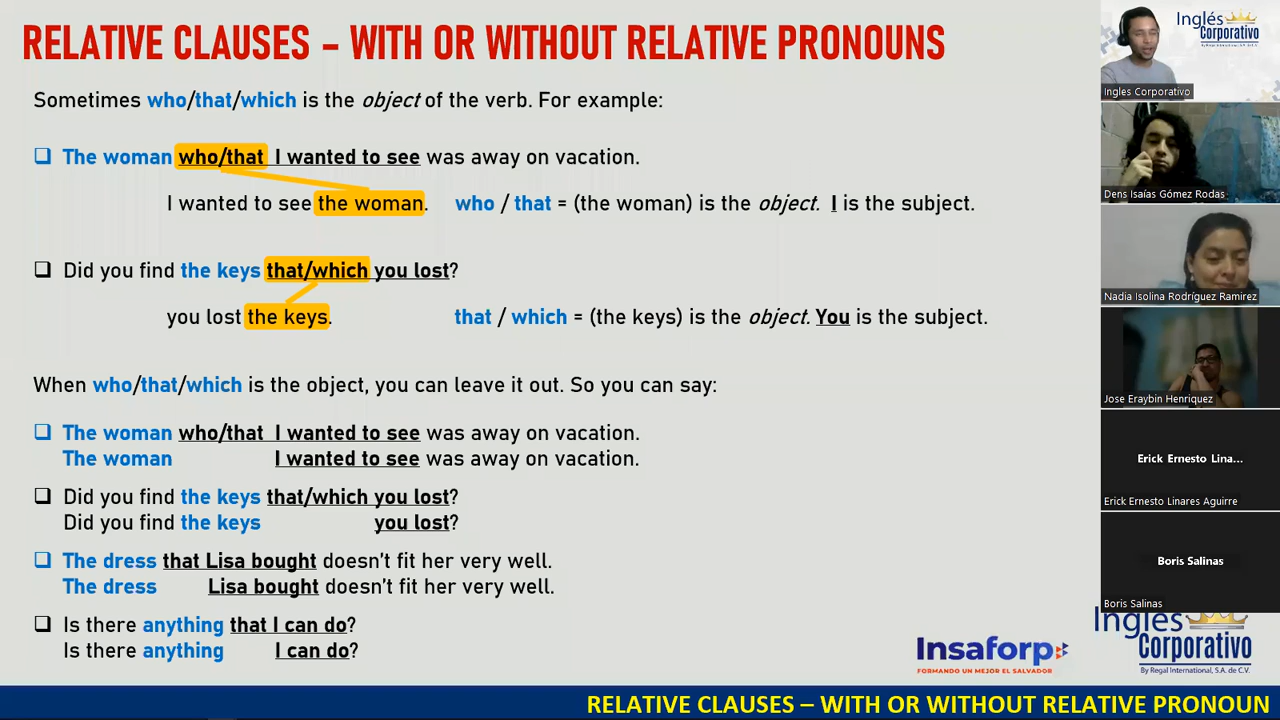 RELATIVE CLAUSES – WITH OR WITHOUT RELATIVE PRONOUNS
Sometimes who/that/which is the object of the verb. For example:
The woman who/that I wanted to see was away on vacation.
I wanted to see the woman. who / that = (the woman) is the object. I is the subject.
Did you find the keys that/which you lost?
you lost the keys. that / which = (the keys) is the object. You is the subject.
When who/that/which is the object, you can leave it out. So you can say:
The woman who/that I wanted to see was away on vacation.
The woman I wanted to see was away on vacation.
Did you find the keys that/which you lost?
Did you find the keys you lost?
The dress that Lisa bought doesn't fit her very well.
The dress Lisa bought doesn't fit her very well.
Is there anything that I can do?
Is there anything I can do?
Insaforp
FORMANDO UN MEJOR EL SALVADOR
Inglés
Corporativo
By Regal International, S.A. de C.V.
RELATIVE CLAUSES – WITH OR WITHOUT RELATIVE PRONOUN
Inglés
Corporativo
By Regal International, S.A. de C.V.
Ingles Corporativo
Dens Isaías Gómez Rodas
Nadia Isolina Rodríguez Ramirez
Jose Eraybin Henriquez
Erick Ernesto Lina...
Erick Ernesto Linares Aguirre
Boris Salinas
Boris Salinas